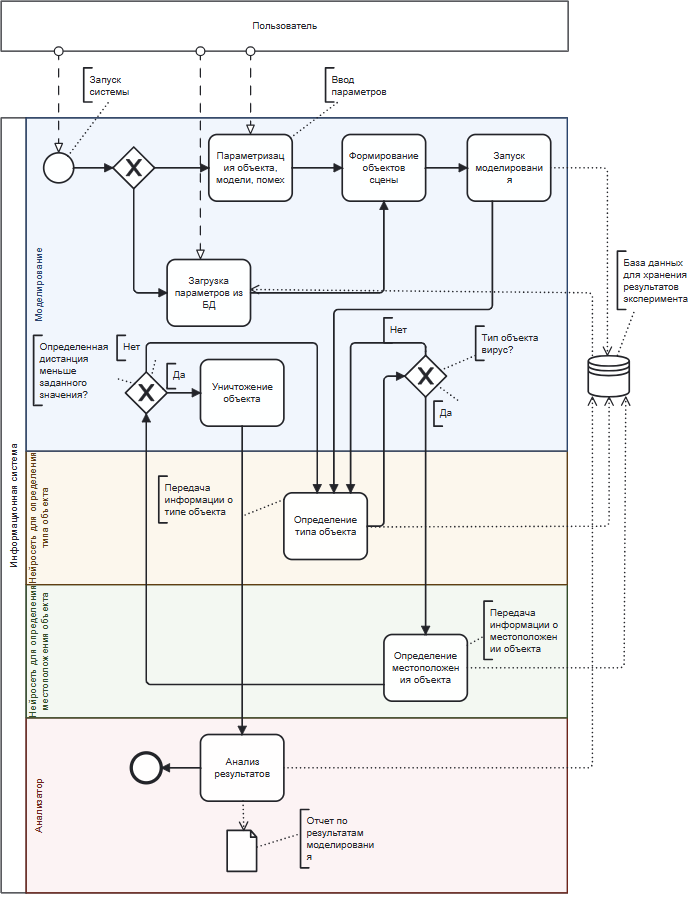 Пользователь
Запуск
системы
Ввод
параметров
Информационная система
Моделирование
Параметризац
ия объекта,
модели, помех
Формирование
объектов
сцены
Запуск
моделировани
я
Загрузка
параметров из
БД
База данных
для хранения
результатов
эксперимента
Определенная
дистанция
меньше
заданного
значения?
Нет
Да
Уничтожение
объекта
Нет
Тип объекта
вирус?
Да
Нейросеть для определения
типа объекта
Передача
информации о
типе объекта
Определение
типа объекта
Нейросеть для определения
местоположения объекта
Передача
информации о
местоположен
ии объекта
Определение
местоположен
ия объекта
Анализатор
Анализ
результатов
Отчет по
результатам
моделировани
я